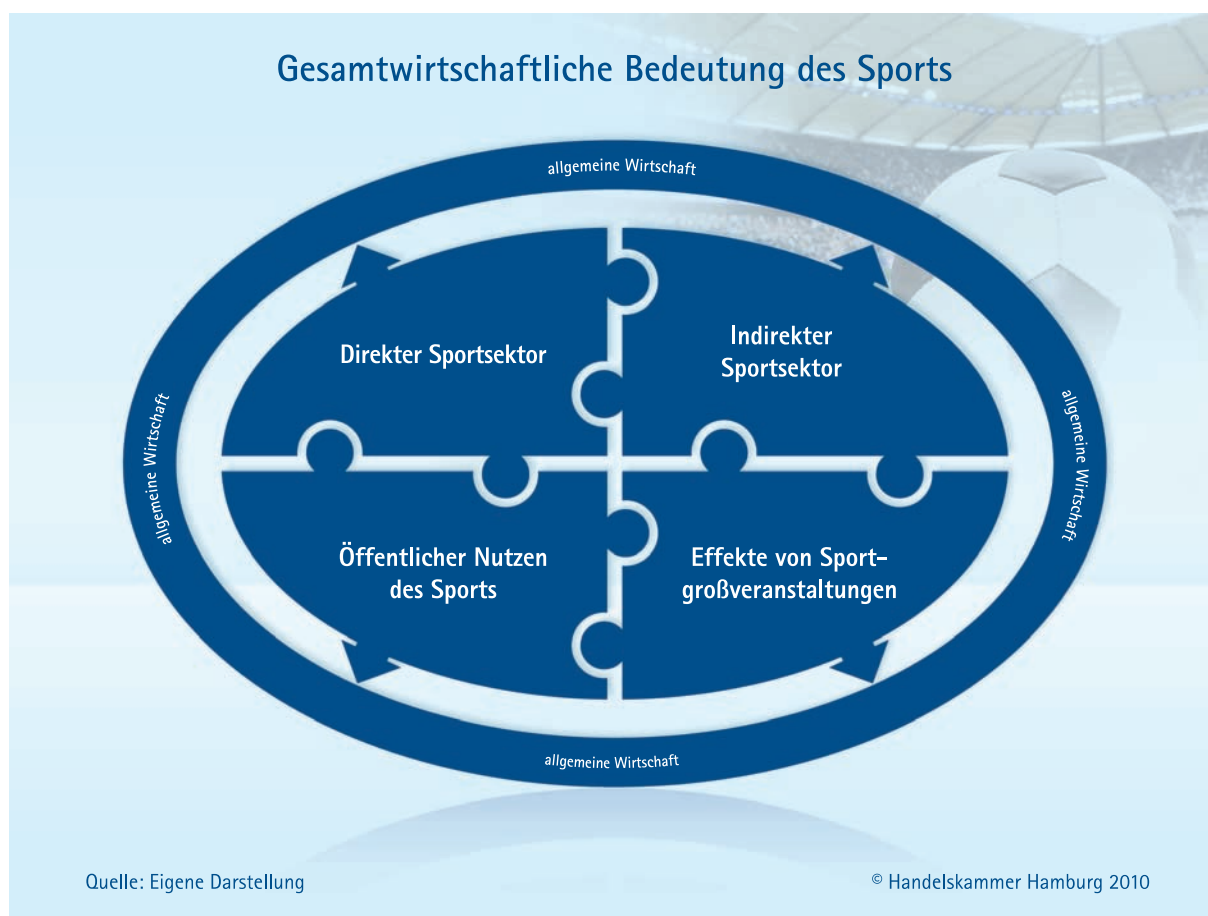 Gesamtwirtschaftliche Bedeutung des Sports
allgemeine Wirtschaft
Direkter Sportsektor
Indirekter
Sportsektor
allgemeine Wirtschaft
allgemeine Wirtschaft
Öffentlicher Nutzen
des Sports
Effekte von Sport-
großveranstaltungen
allgemeine Wirtschaft
Quelle: Eigene Darstellung
© Handelskammer Hamburg 2010